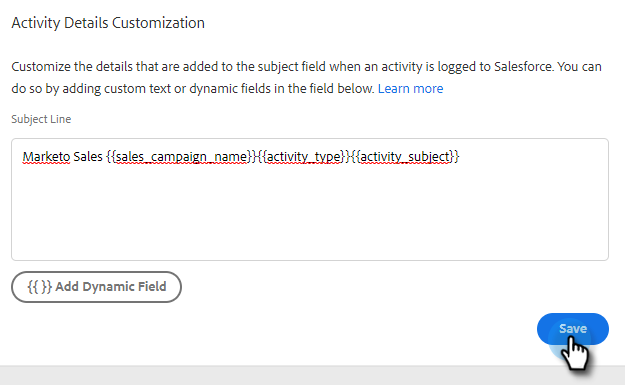 Activity Details Customization
Customize the details that are added to the subject field when an activity is logged to Salesforce. You can
do so by adding custom text or dynamic fields in the field below. Learn more
Subject Line
Marketo Sales {{sales_campaign_name}}{{activity_type}}{{activity_subject}}
{{ }} Add Dynamic Field
Save